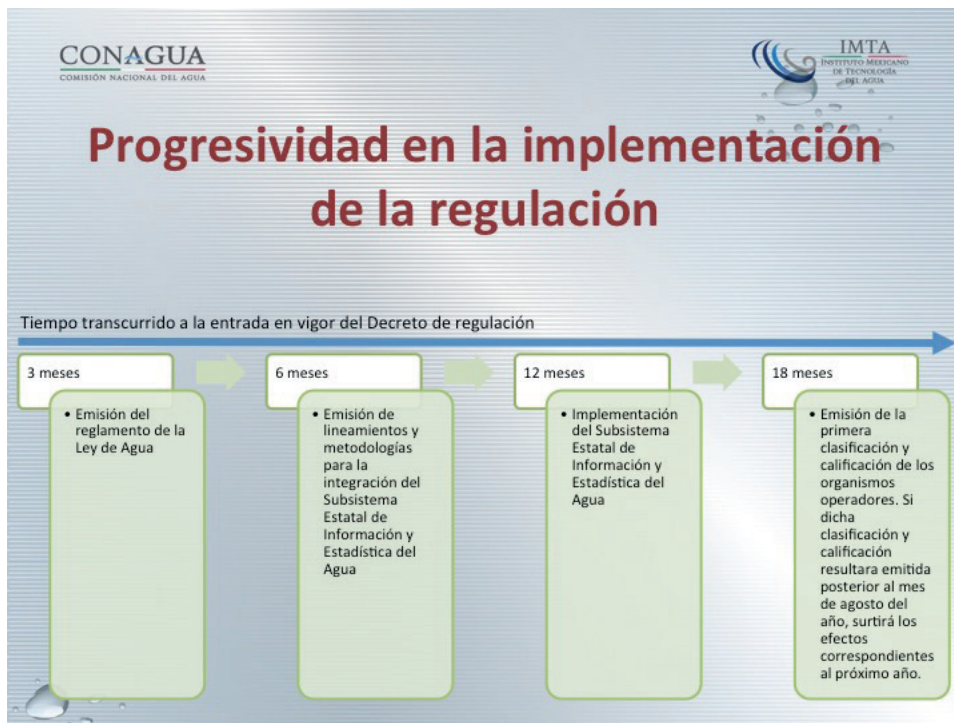 CONAGUA
COMISIÓN NACIONAL DEL AGUA
IMTA
INSTITUTO MEXICANO
DE TECNOLOGÍA
DEL AGUA
Progresividad en la implementación
de la regulación
Tiempo transcurrido a la entrada en vigor del Decreto de regulación
3 meses
• Emisión del
reglamento de la
Ley de Agua
6 meses
• Emisión de
lineamientos y
metodologías
para la
integración del
Subsistema
Estatal de
Información y
Estadística del
Agua
12 meses
• Implementación
del Subsistema
Estatal de
Información y
Estadística del
Agua
18 meses
• Emisión de la
primera
clasificación y
calificación de los
organismos
operadores. Si
dicha
clasificación y
calificación
resultara emitida
posterior al mes
de agosto del
año, surtirá los
efectos
correspondientes
al próximo año.